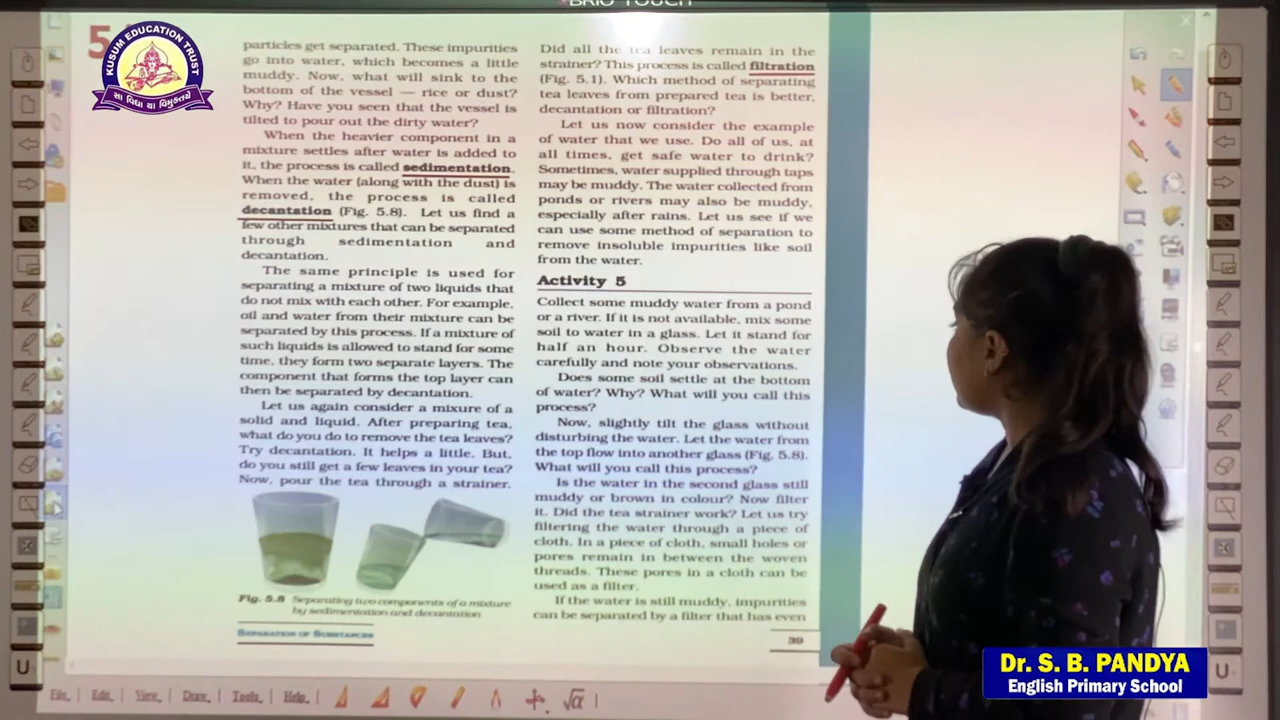 BRIO TOUCH
5
KUSUM EDUCATION TRUST
સા વિદ્યા યા વિમુક્તયે
particles get separated. These impurities
go into water, which becomes a little
muddy. Now, what will sink to the
bottom of the vessel — rice or dust?
Why? Have you seen that the vessel is
tilted to pour out the dirty water?
When the heavier component in a
mixture settles after water is added to
it, the process is called sedimentation.
When the water (along with the dust) is
removed, the process is called
decantation (Fig. 5.8). Let us find a
few other mixtures that can be separated
through sedimentation and
decantation.
The same principle is used for
separating a mixture of two liquids that
do not mix with each other. For example,
oil and water from their mixture can be
separated by this process. If a mixture of
such liquids is allowed to stand for some
time, they form two separate layers. The
component that forms the top layer can
then be separated by decantation.
Let us again consider a mixture of a
solid and liquid. After preparing tea,
what do you do to remove the tea leaves?
Try decantation. It helps a little. But,
do you still get a few leaves in your tea?
Now, pour the tea through a strainer.
Fig. 5.8 Separating two components of a mixture
by sedimentation and decantation
SEPARATION OF SUBSTANCES
Did all the tea leaves remain in the
strainer? This process is called filtration
(Fig. 5.1). Which method of separating
tea leaves from prepared tea is better,
decantation or filtration?
Let us now consider the example
of water that we use. Do all of us, at
all times, get safe water to drink?
Sometimes, water supplied through taps
may be muddy. The water collected from
ponds or rivers may also be muddy,
especially after rains. Let us see if we
can use some method of separation to
remove insoluble impurities like soil
from the water.
Activity 5
Collect some muddy water from a pond
or a river. If it is not available, mix some
soil to water in a glass. Let it stand for
half an hour. Observe the water
carefully and note your observations.
Does some soil settle at the bottom
of water? Why? What will you call this
process?
Now, slightly tilt the glass without
disturbing the water. Let the water from
the top flow into another glass (Fig. 5.8).
What will you call this process?
Is the water in the second glass still
muddy or brown in colour? Now filter
it. Did the tea strainer work? Let us try
filtering the water through a piece of
cloth. In a piece of cloth, small holes or
pores remain in between the woven
threads. These pores in a cloth can be
used as a filter.
If the water is still muddy, impurities
can be separated by a filter that has even
39
File. Edit. View. Draw. Tools. Help. √α
U
U
Dr. S. B. PANDYA
English Primary School